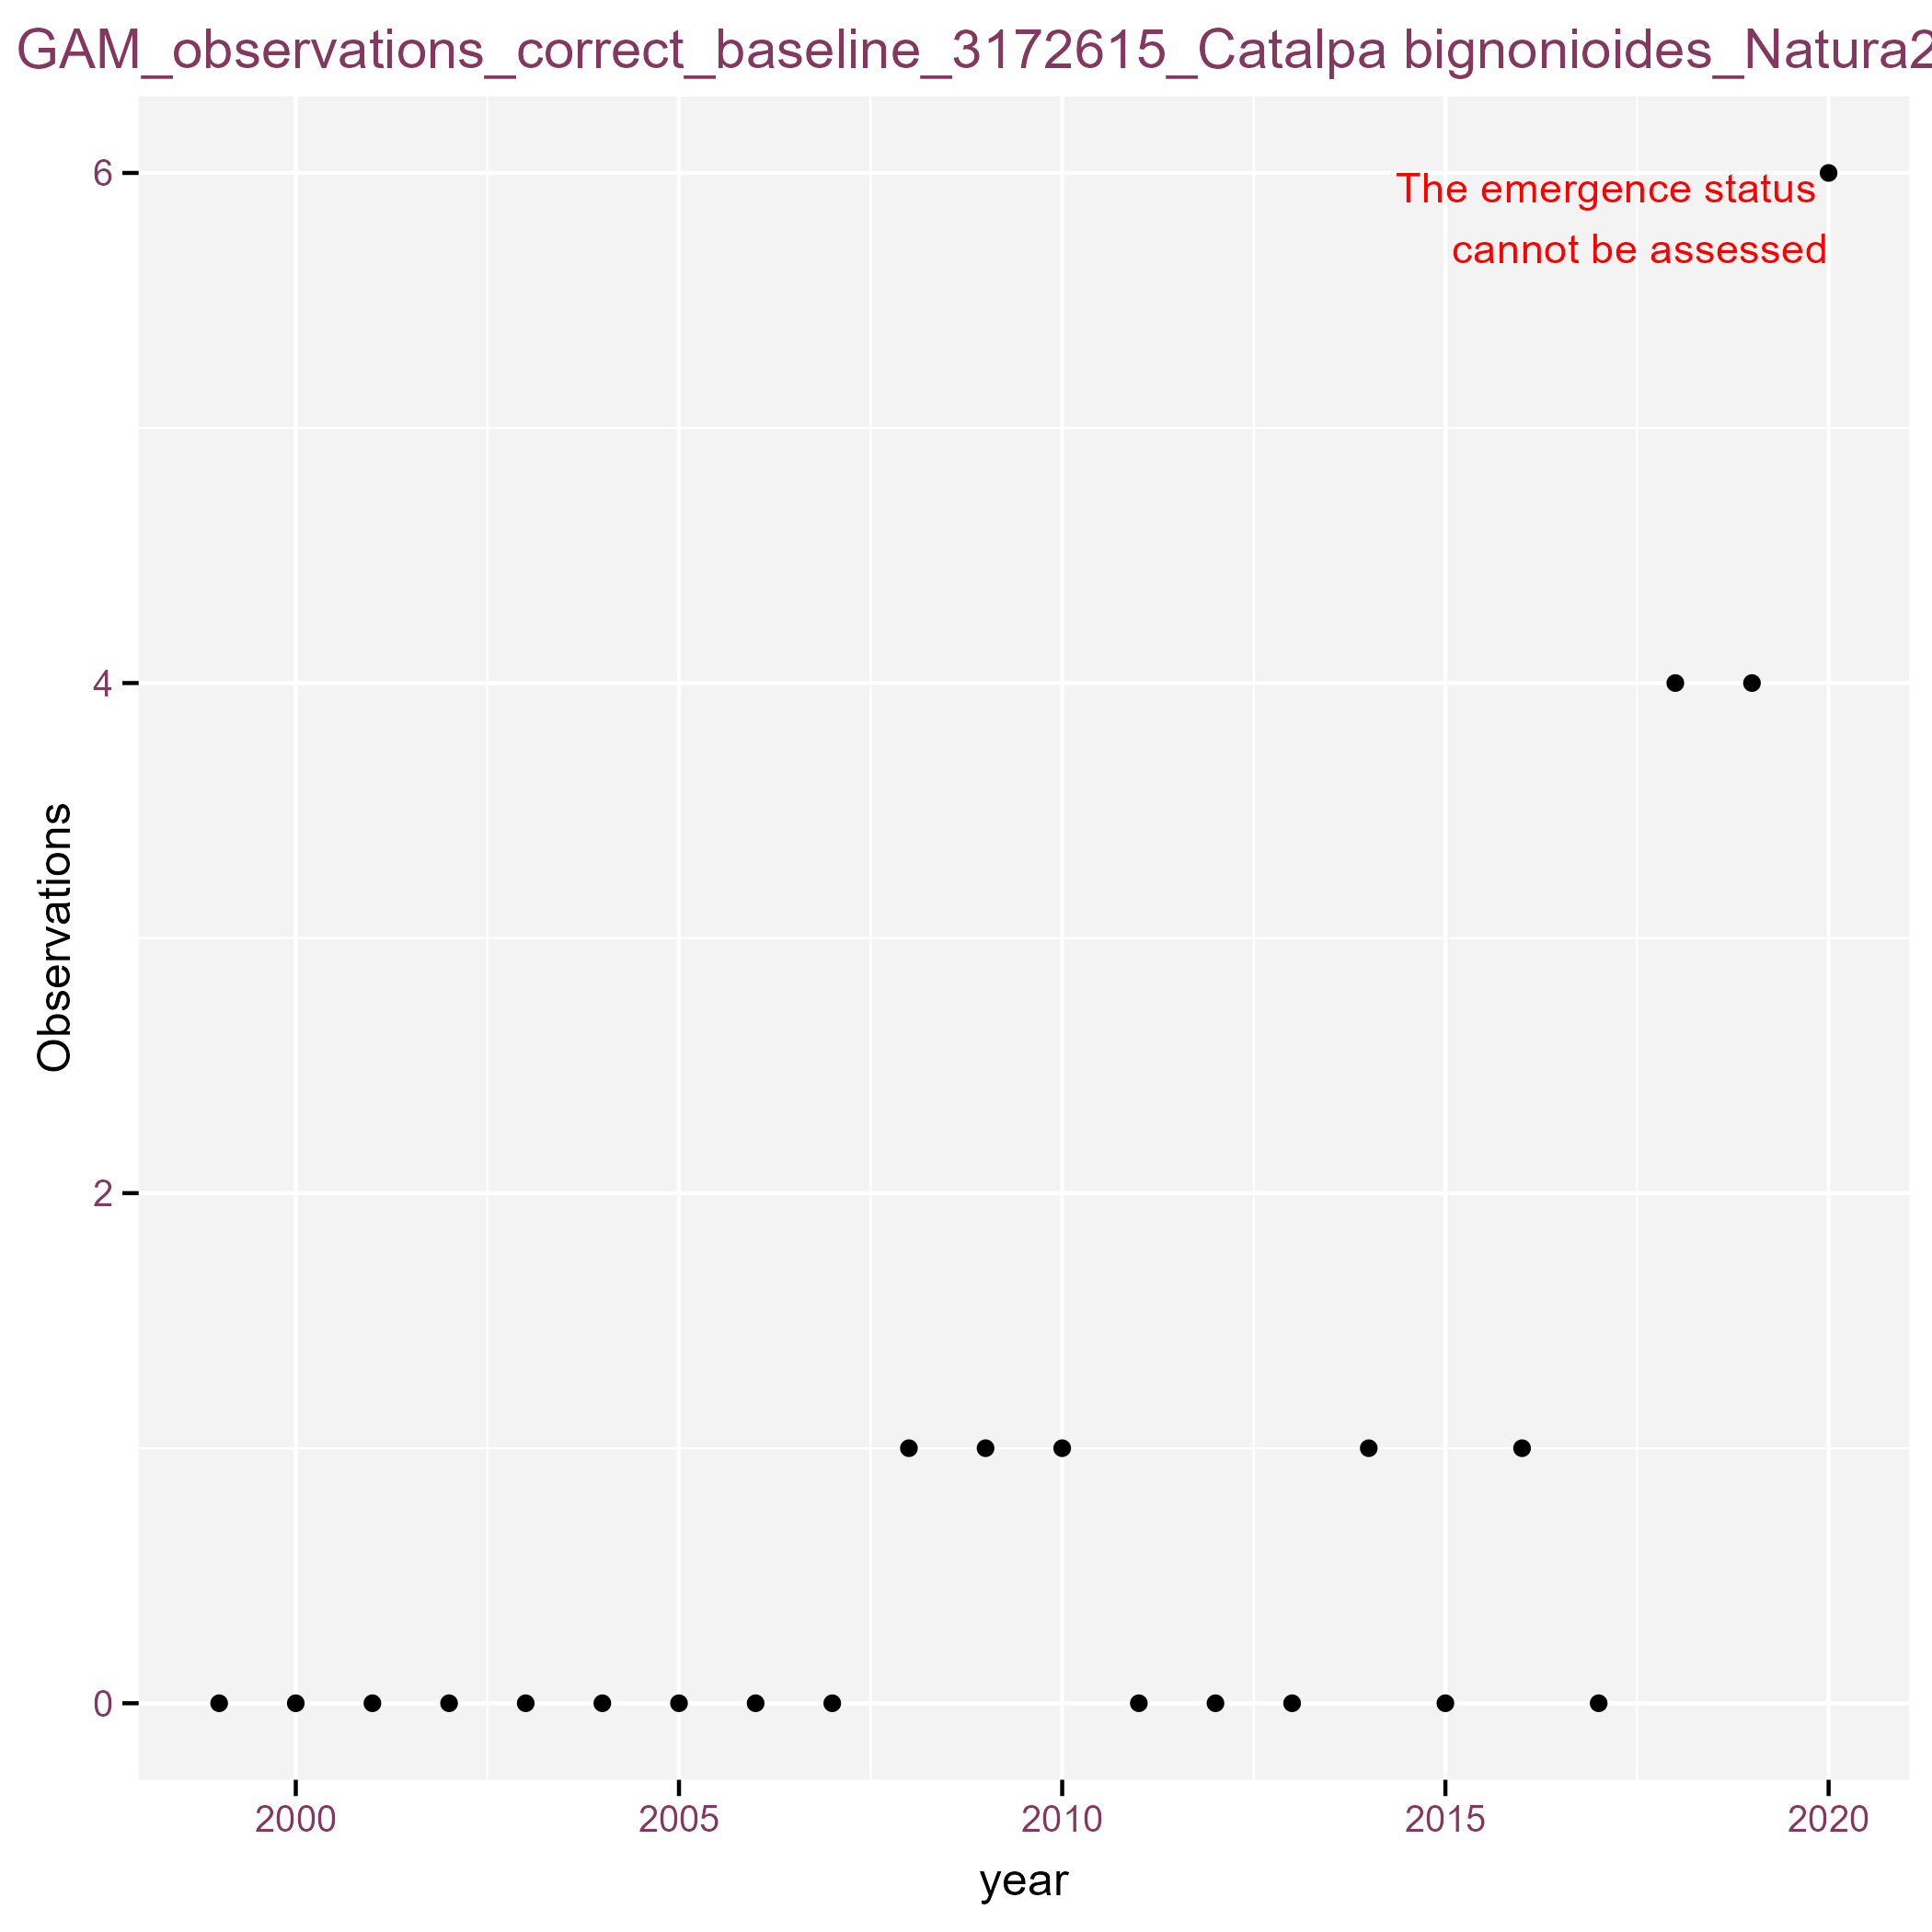 GAM_observations_correct_baseline_3172615_Catalpa bignonioides_Natura2
6
The emergence status
cannot be assessed
4
Observations
2
0
2000 2005 2010 2015 2020
year